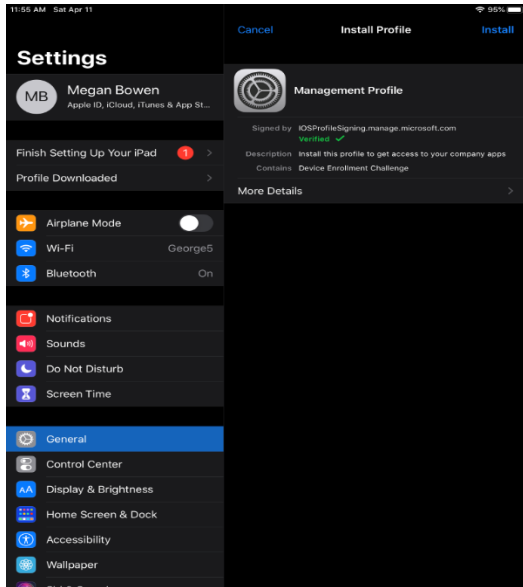 11:55 AM Sat Apr 11
95%
Cancel
Install Profile
Install
Settings
MB
Megan Bowen
Apple ID, iCloud, iTunes & App St...
Finish Setting Up Your iPad
1
Profile Downloaded
Airplane Mode
Wi-Fi
George5
Bluetooth
On
Notifications
Sounds
Do Not Disturb
Screen Time
General
Control Center
AA
Display & Brightness
Home Screen & Dock
Accessibility
Wallpaper
Management Profile
Signed by IOSProfileSigning.manage.microsoft.com
Verified ✓
Description Install this profile to get access to your company apps
Contains Device Enrollment Challenge
More Details